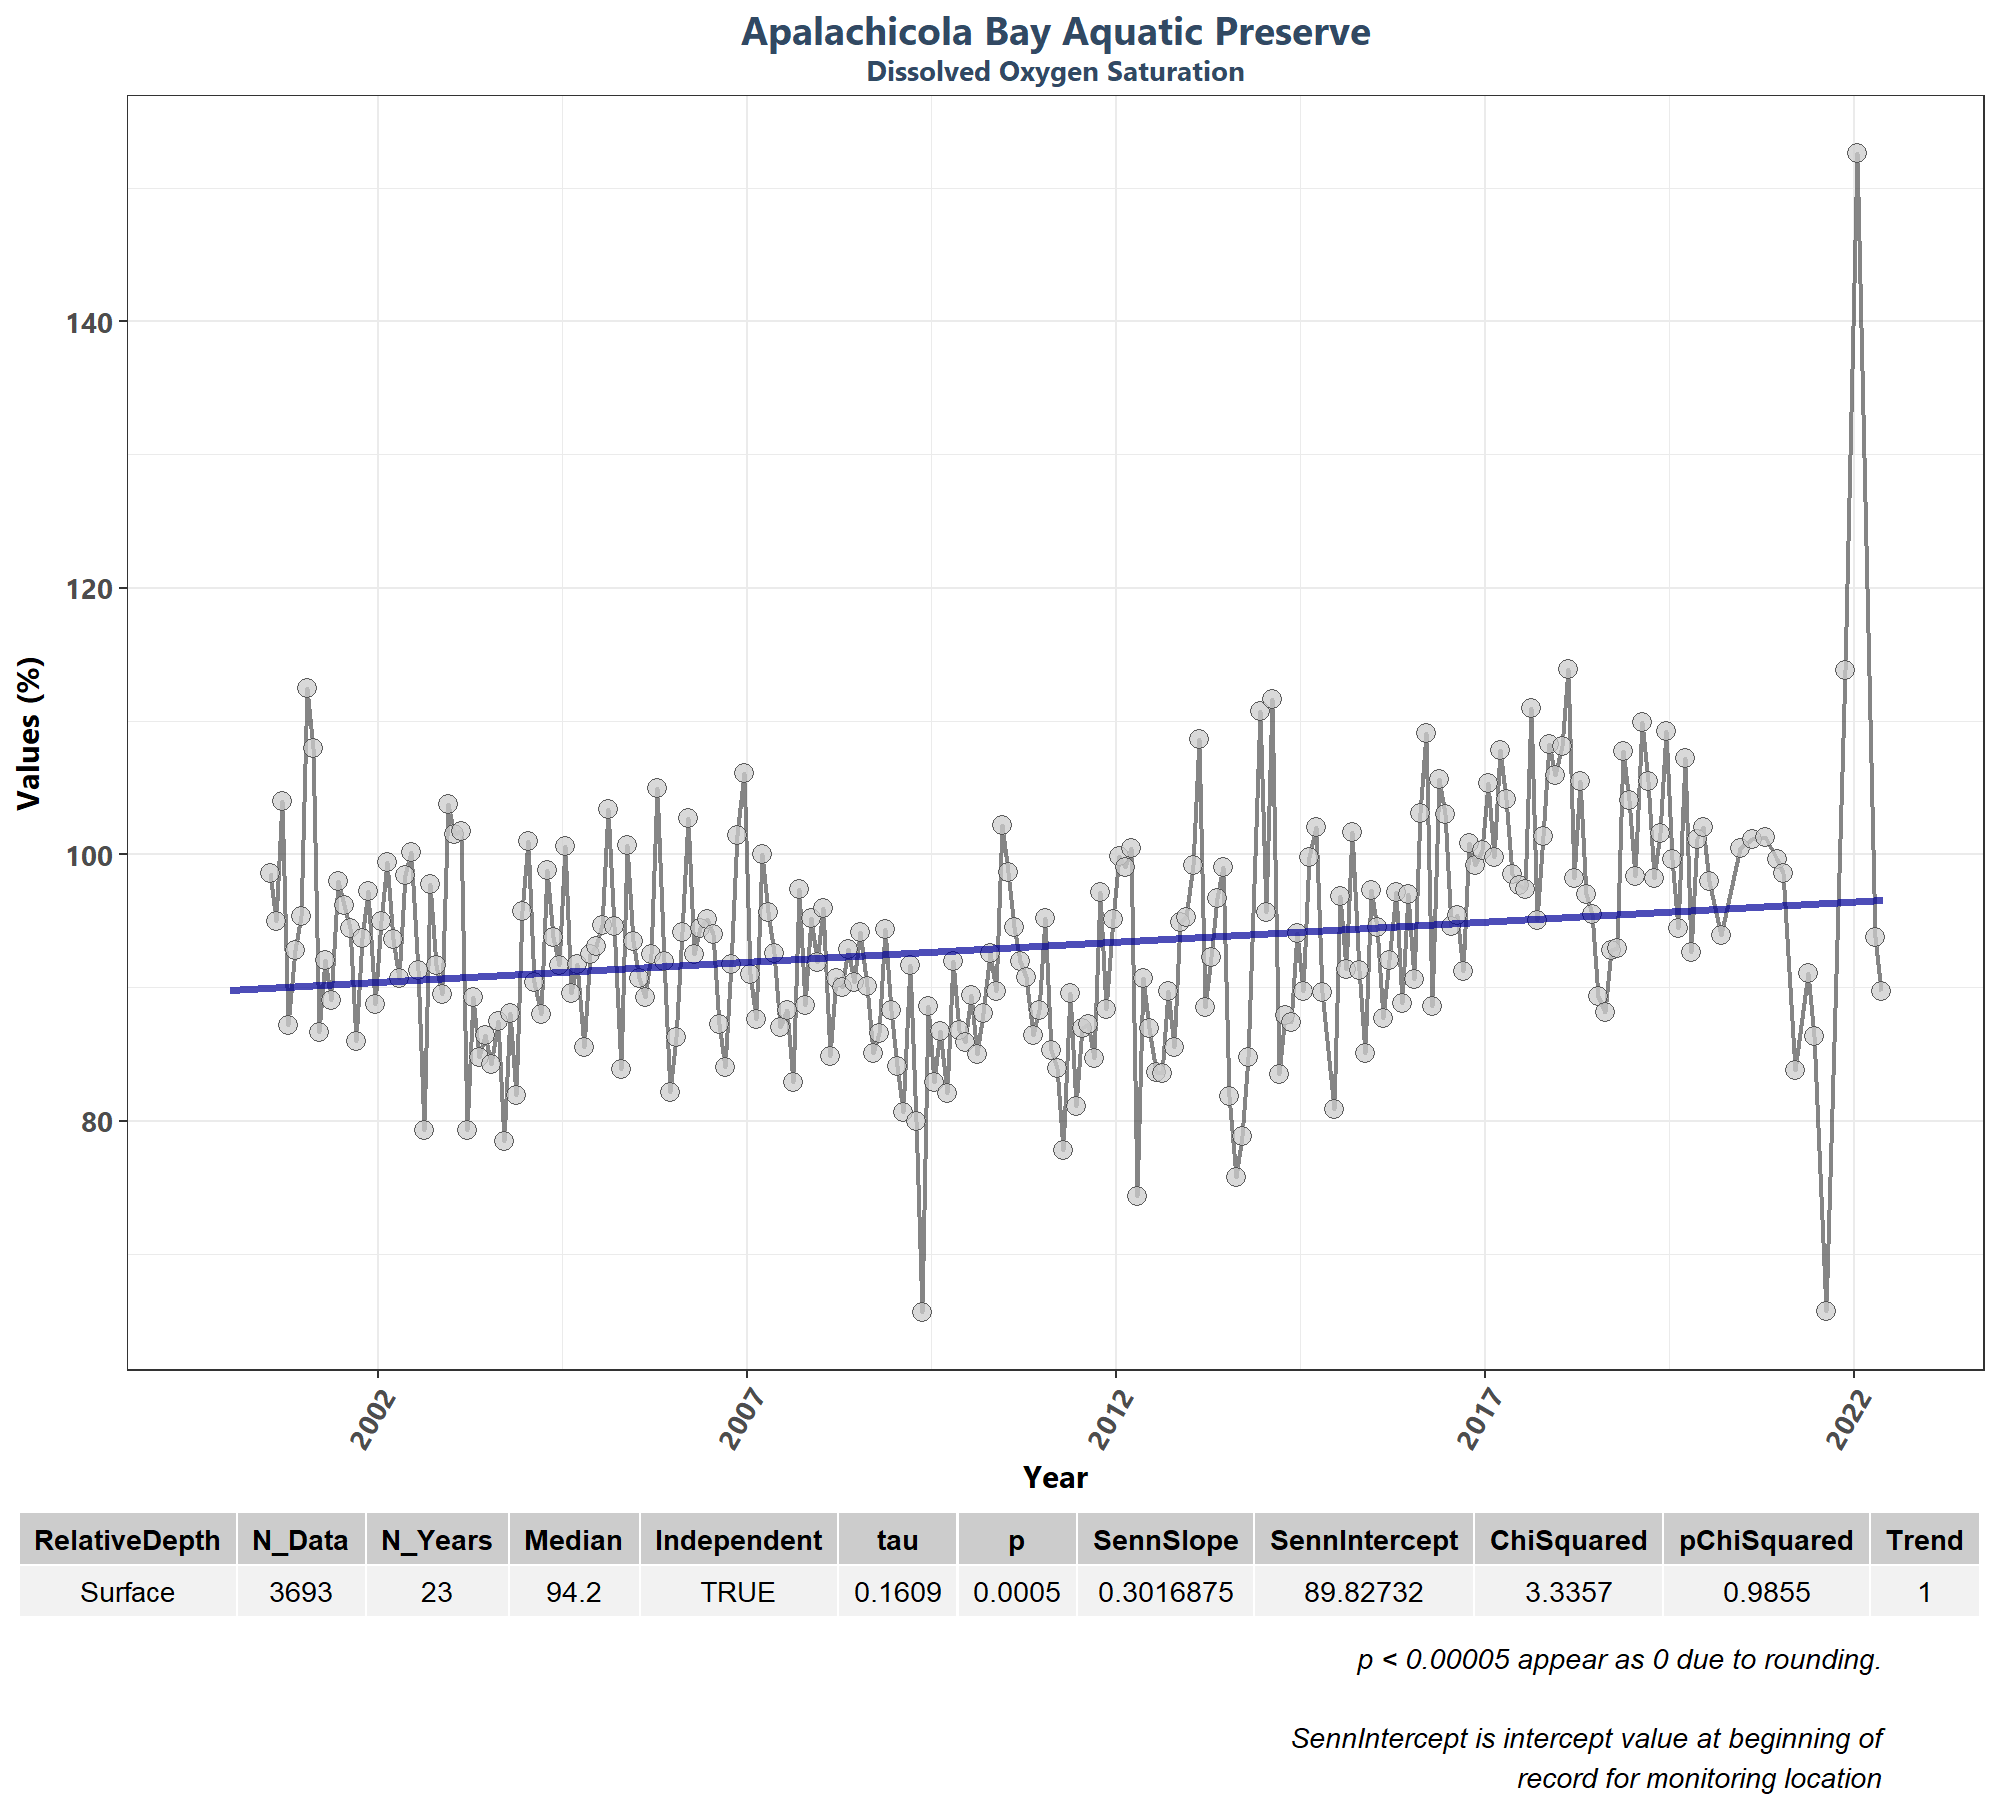 Apalachicola Bay Aquatic Preserve
Dissolved Oxygen Saturation
Values (%)
140
120
100
80
2002 2007 2012 2017 2022
Year
RelativeDepth N_Data N_Years Median Independent tau p SennSlope SennIntercept ChiSquared pChiSquared Trend
Surface 3693 23 94.2 TRUE 0.1609 0.0005 0.3016875 89.82732 3.3357 0.9855 1
p < 0.00005 appear as 0 due to rounding.
SennIntercept is intercept value at beginning of
record for monitoring location